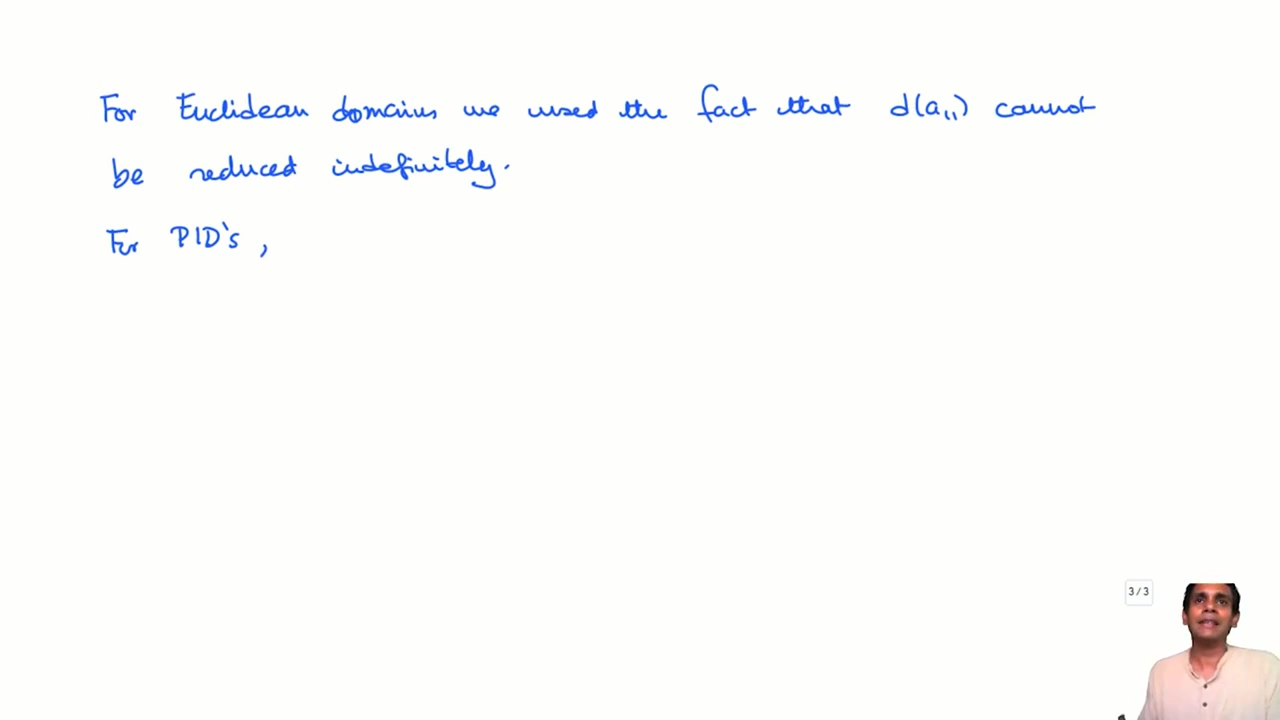 For Euclidean domains we used the fact that d(a₁₁) cannot
be reduced indefinitely.
For PID's,
3/3